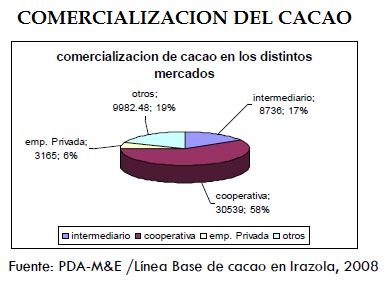 COMERCIALIZACION DEL CACAO
comercializacion de cacao en los distintos
mercados
otros;
9982.48; 19%
intermediario;
8736; 17%
emp. Privada;
3165; 6%
cooperativa;
30539; 58%
intermediario cooperativa emp. Privada otros
Fuente: PDA-M&E /Línea Base de cacao en Irazola, 2008